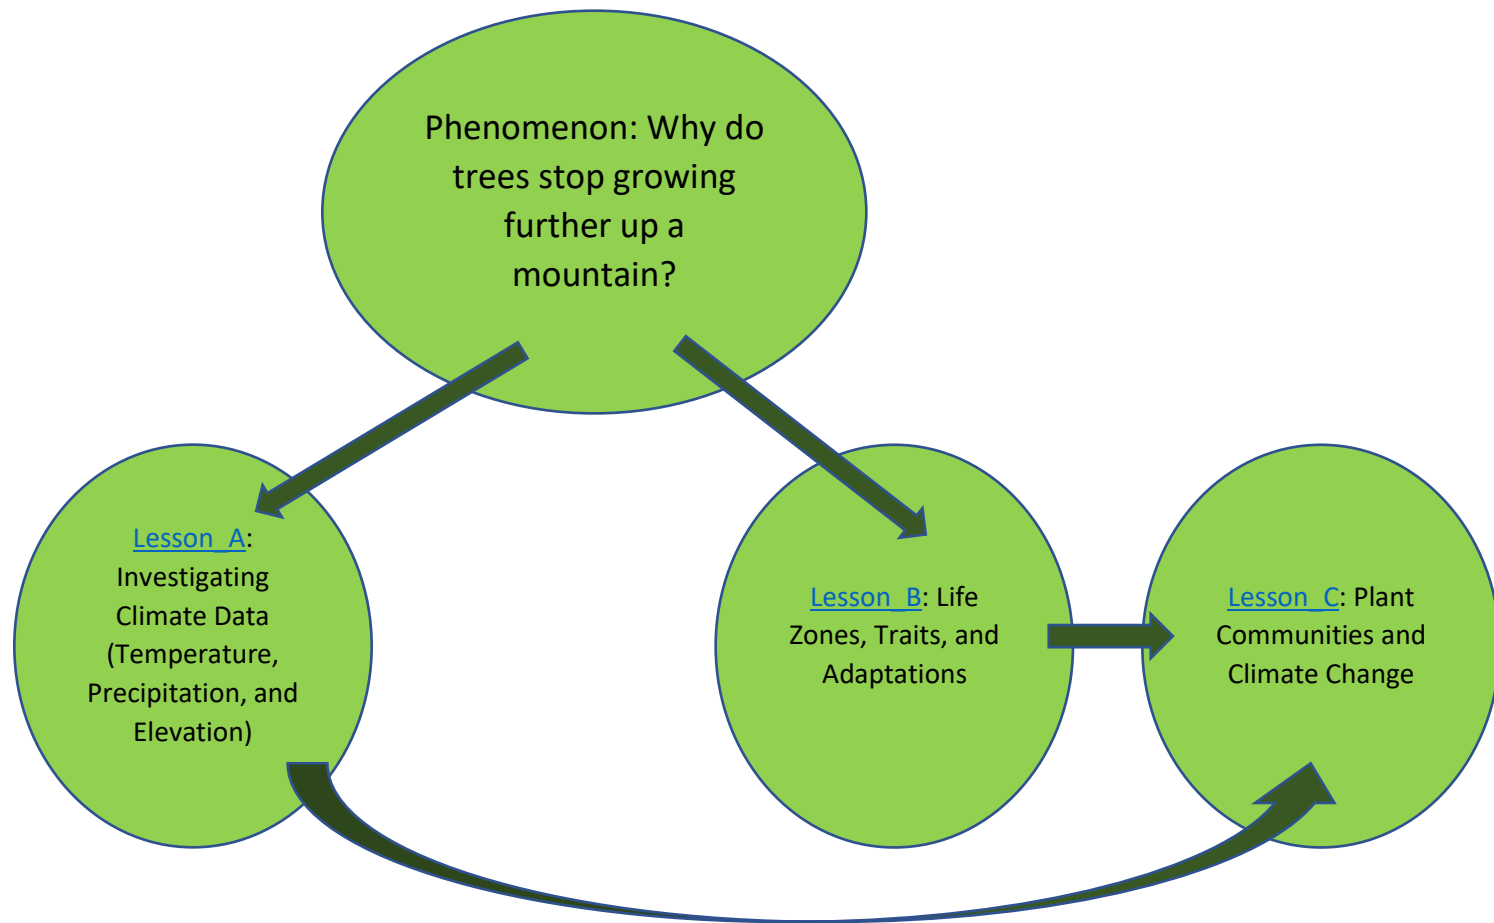 Phenomenon: Why do
trees stop growing
further up a
mountain?
Lesson_A:
Investigating
Climate Data
(Temperature,
Precipitation, and
Elevation)
Lesson_B: Life
Zones, Traits, and
Adaptations
Lesson_C: Plant
Communities and
Climate Change